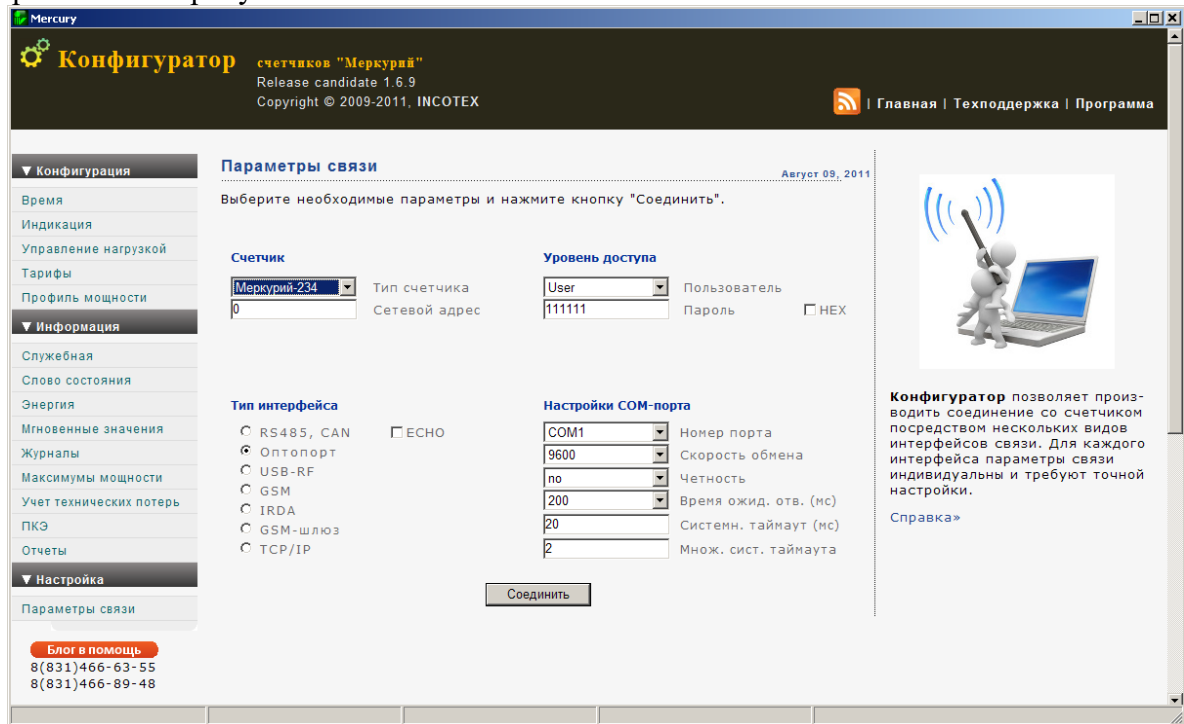 Mercury
Конфигуратор
счетчиков "Меркурий"
Release candidate 1.6.9
Copyright © 2009-2011, INCOTEX
| Главная | Техподдержка | Программа
▼ Конфигурация
Время
Индикация
Управление нагрузкой
Тарифы
Профиль мощности
▼ Информация
Служебная
Слово состояния
Энергия
Мгновенные значения
Журналы
Максимумы мощности
Учет технических потерь
ПКЭ
Отчеты
▼ Настройка
Параметры связи
Блог в помощь
8(831)466-63-55
8(831)466-89-48
Параметры связи
Август 09, 2011
Выберите необходимые параметры и нажмите кнопку "Соединить".
Счетчик
Меркурий-234 Тип счетчика
0 Сетевой адрес
Уровень доступа
User Пользователь
111111 Пароль HEX
Тип интерфейса
RS485, CAN ECHO
Оптопорт
USB-RF
GSM
IRDA
GSM-шлюз
TCP/IP
Настройки COM-порта
COM1 Номер порта
9600 Скорость обмена
no Четность
200 Время ожид. отв. (мс)
20 Системн. таймаут (мс)
2 Множ. сист. таймаута
Соединить
Конфигуратор позволяет произ-
водить соединение со счетчиком
посредством нескольких видов
интерфейсов связи. Для каждого
интерфейса параметры связи
индивидуальны и требуют точной
настройки.
Справка»